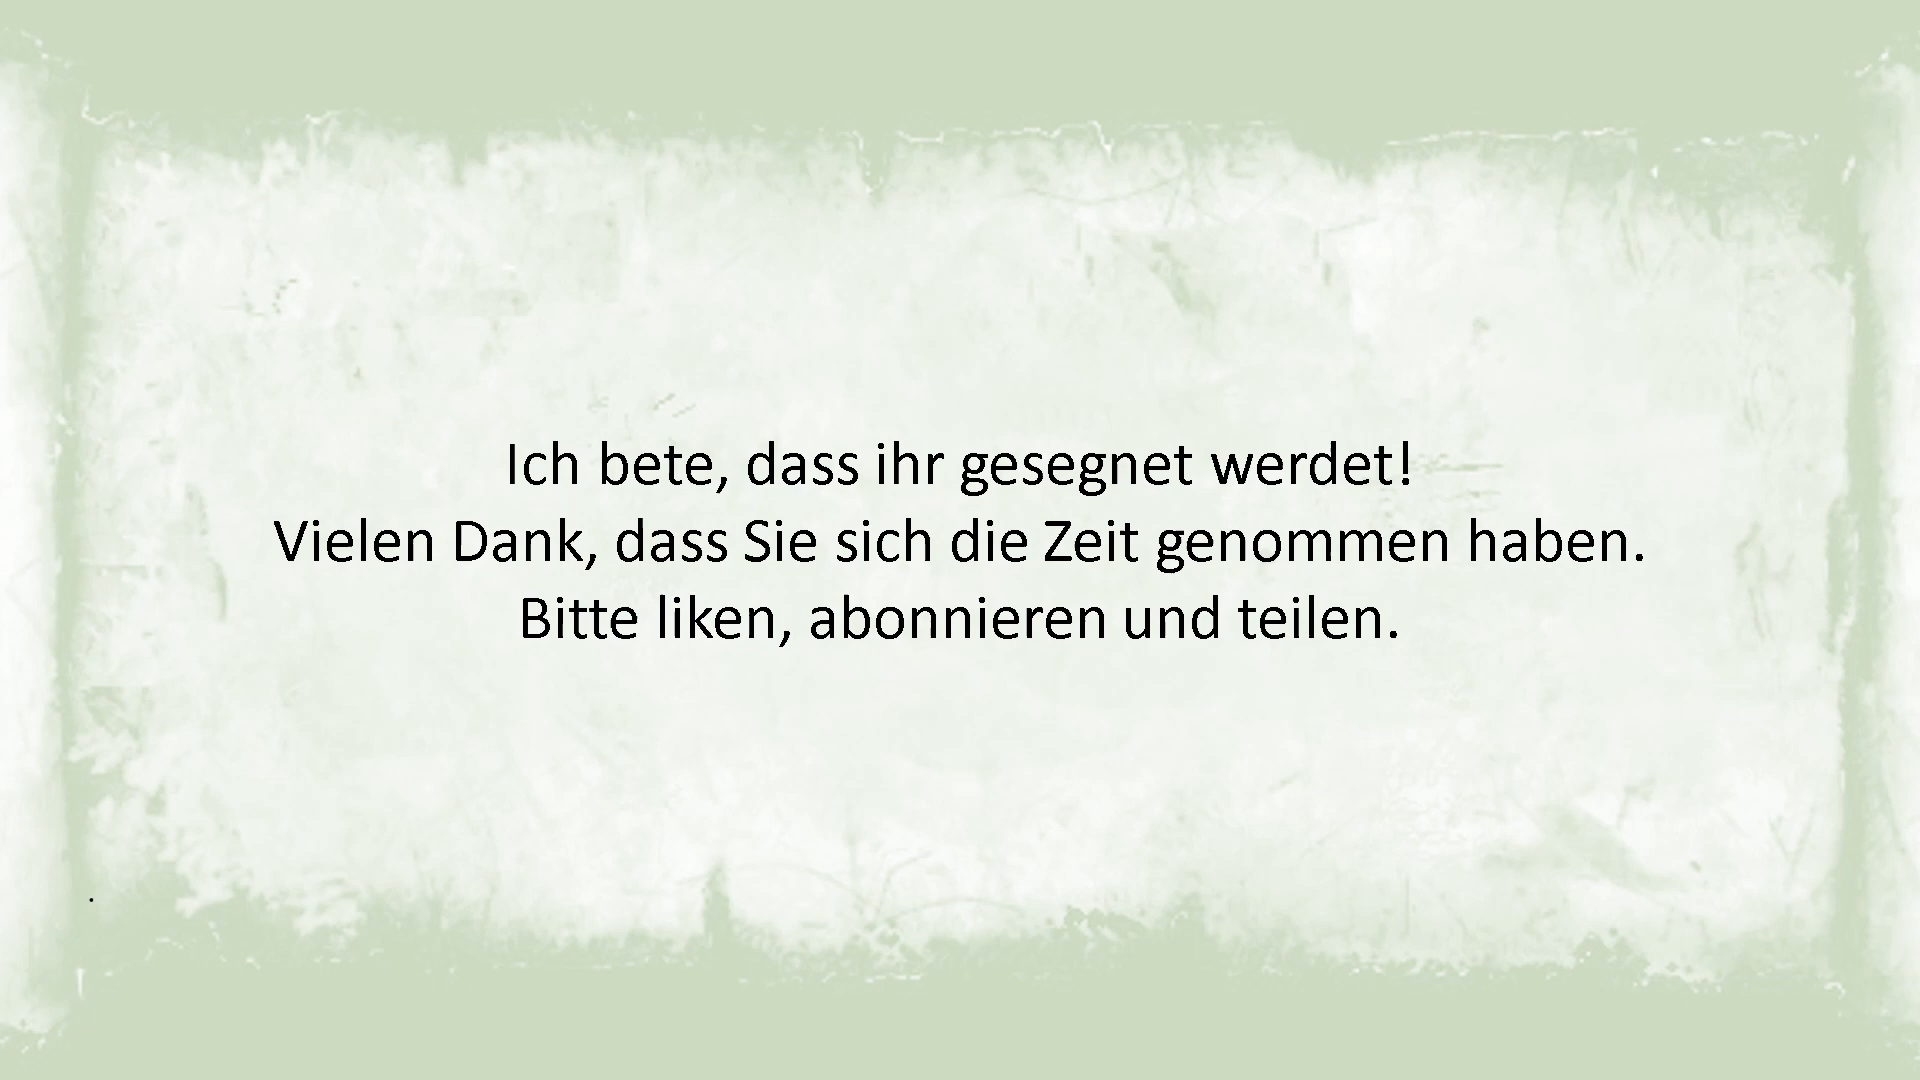 Ich bete, dass ihr gesegnet werdet!
Vielen Dank, dass Sie sich die Zeit genommen haben.
Bitte liken, abonnieren und teilen.
.